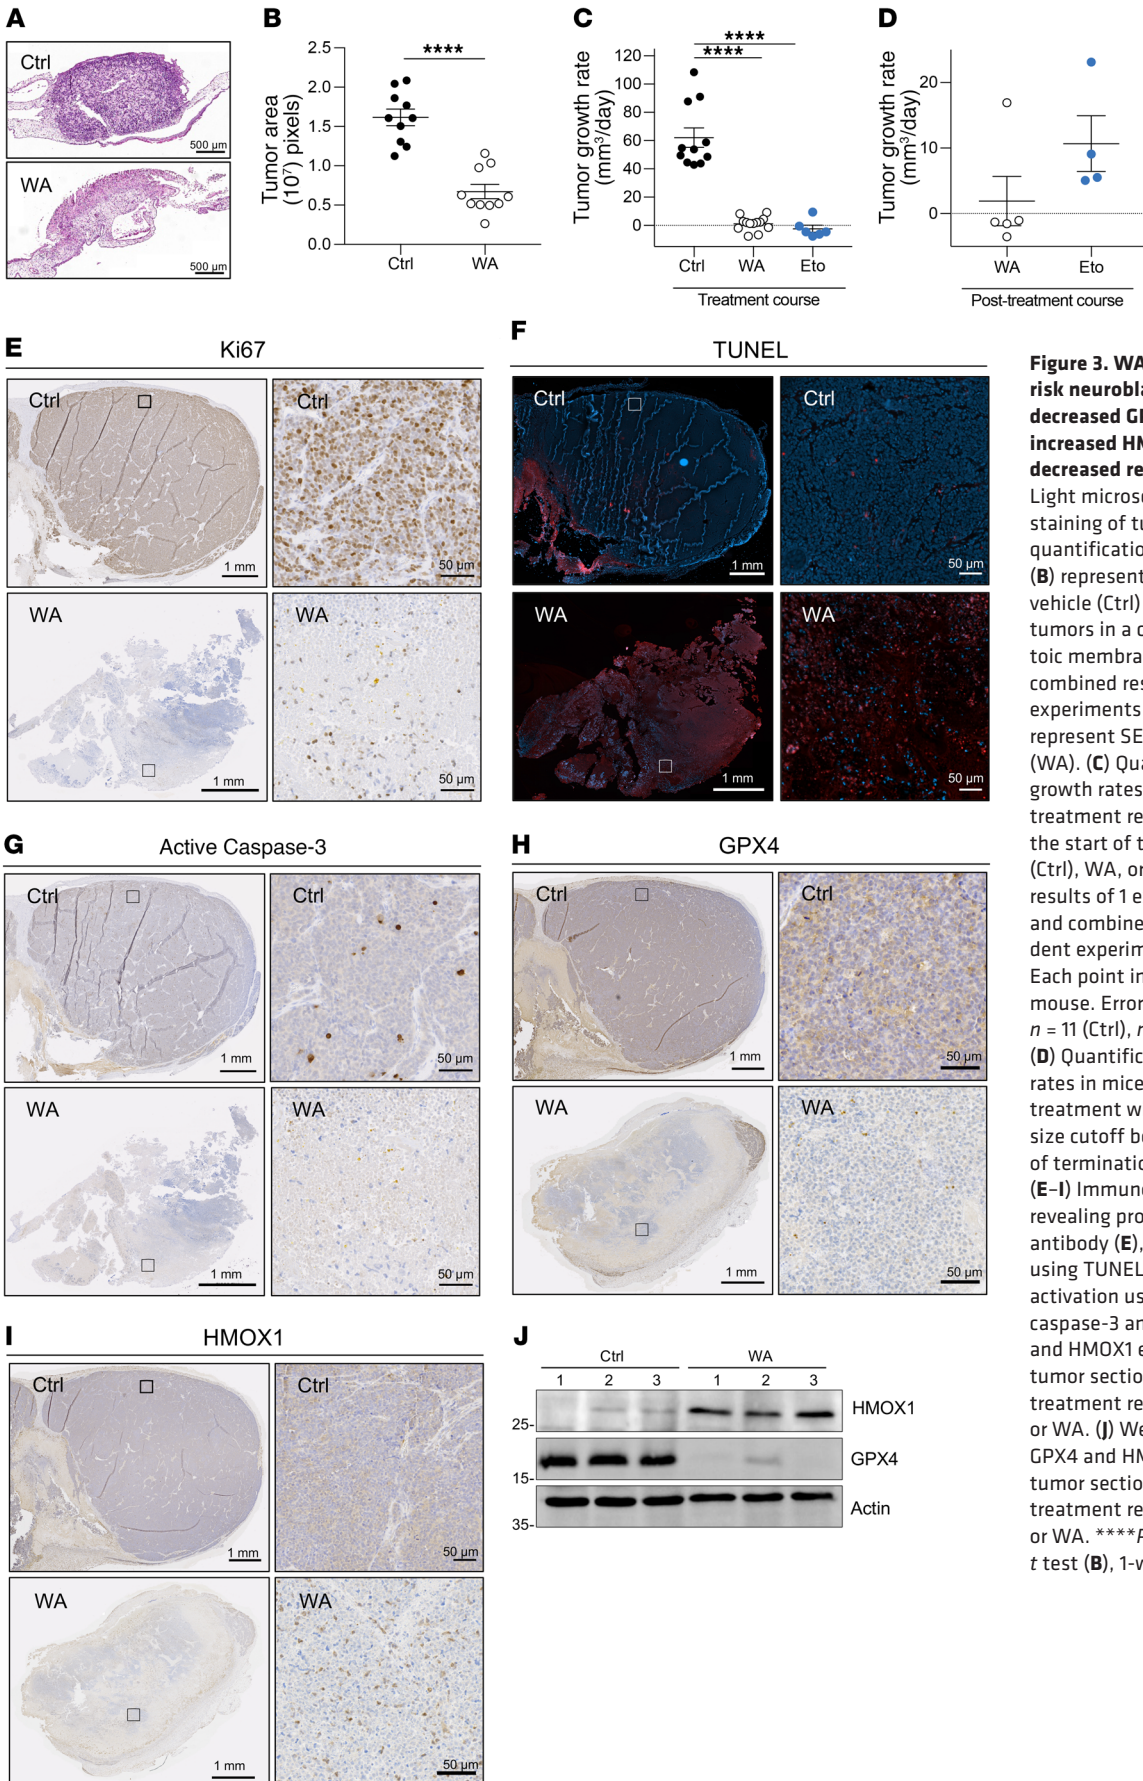 A
Ctrl
500 µm
WA
500 µm
B
Tumor area
(10⁷) pixels)
2.5
2.0
1.5
1.0
0.5
0.0
****
Ctrl
WA
C
Tumor growth rate
(mm³/day)
120
100
80
60
40
20
0
****
****
Ctrl
WA
Eto
Treatment course
D
Tumor growth rate
(mm³/day)
20
10
0
WA
Eto
Post-treatment course
E
Ki67
Ctrl
1 mm
Ctrl
50 µm
WA
1 mm
WA
50 µm
F
TUNEL
Ctrl
1 mm
Ctrl
50 µm
WA
1 mm
WA
50 µm
G
Active Caspase-3
Ctrl
1 mm
Ctrl
50 µm
WA
1 mm
WA
50 µm
H
GPX4
Ctrl
1 mm
Ctrl
50 µm
WA
1 mm
WA
50 µm
I
HMOX1
Ctrl
1 mm
Ctrl
50 µm
WA
1 mm
WA
50 µm
J
Ctrl WA
1 2 3 1 2 3
25- HMOX1
15- GPX4
35- Actin
Figure 3. WA
risk neurobla
decreased GP
increased HM
decreased re
Light microsc
staining of tu
quantification
(B) represent
vehicle (Ctrl)
tumors in a c
toic membra
combined res
experiments
represent SE
(WA). (C) Qua
growth rates
treatment re
the start of t
(Ctrl), WA, or
results of 1 e
and combine
dent experim
Each point in
mouse. Error
n = 11 (Ctrl), n
(D) Quantific
rates in mice
treatment w
size cutoff be
of terminatio
(E–I) Immuno
revealing pro
antibody (E),
using TUNEL
activation us
caspase-3 an
and HMOX1 e
tumor section
treatment re
or WA. (J) We
GPX4 and HM
tumor section
treatment re
or WA. ****P
t test (B), 1-w